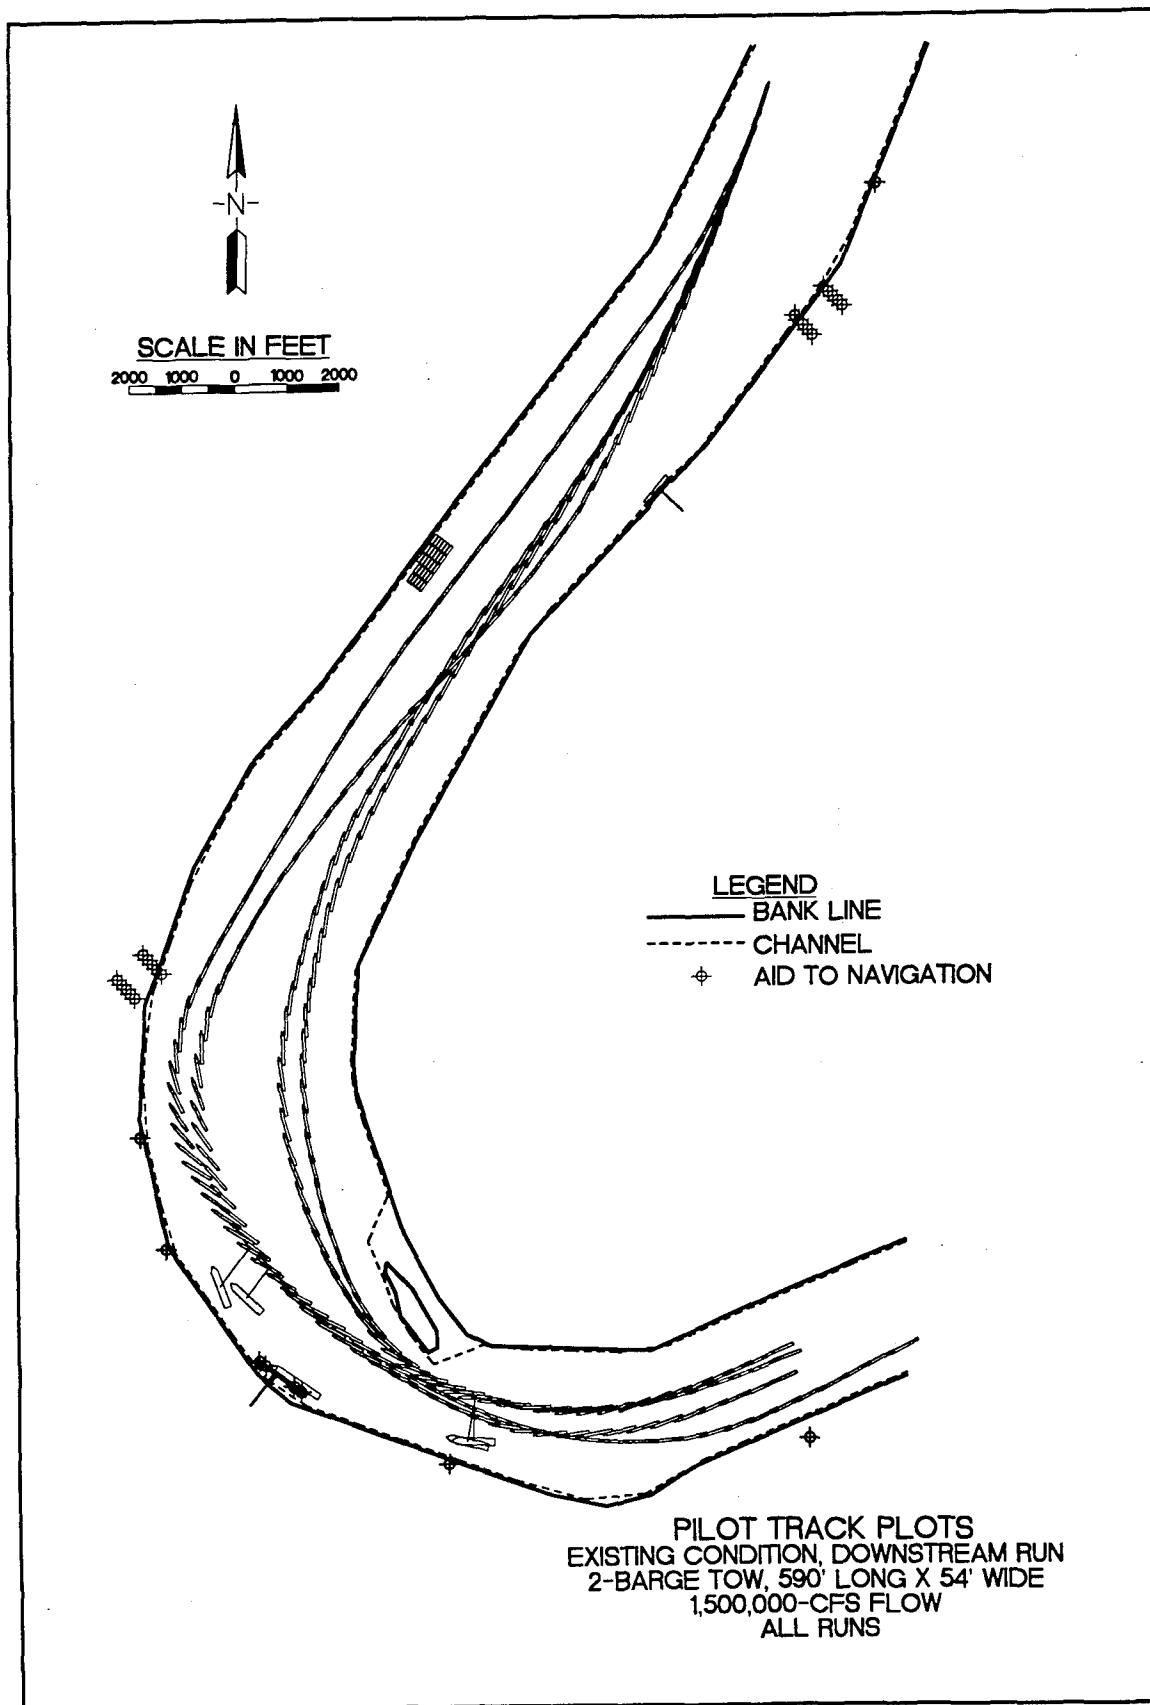 N
SCALE IN FEET
2000 1000 0 1000 2000
LEGEND
BANK LINE
CHANNEL
AID TO NAVIGATION
PILOT TRACK PLOTS
EXISTING CONDITION, DOWNSTREAM RUN
2-BARGE TOW, 590' LONG X 54' WIDE
1,500,000-CFS FLOW
ALL RUNS